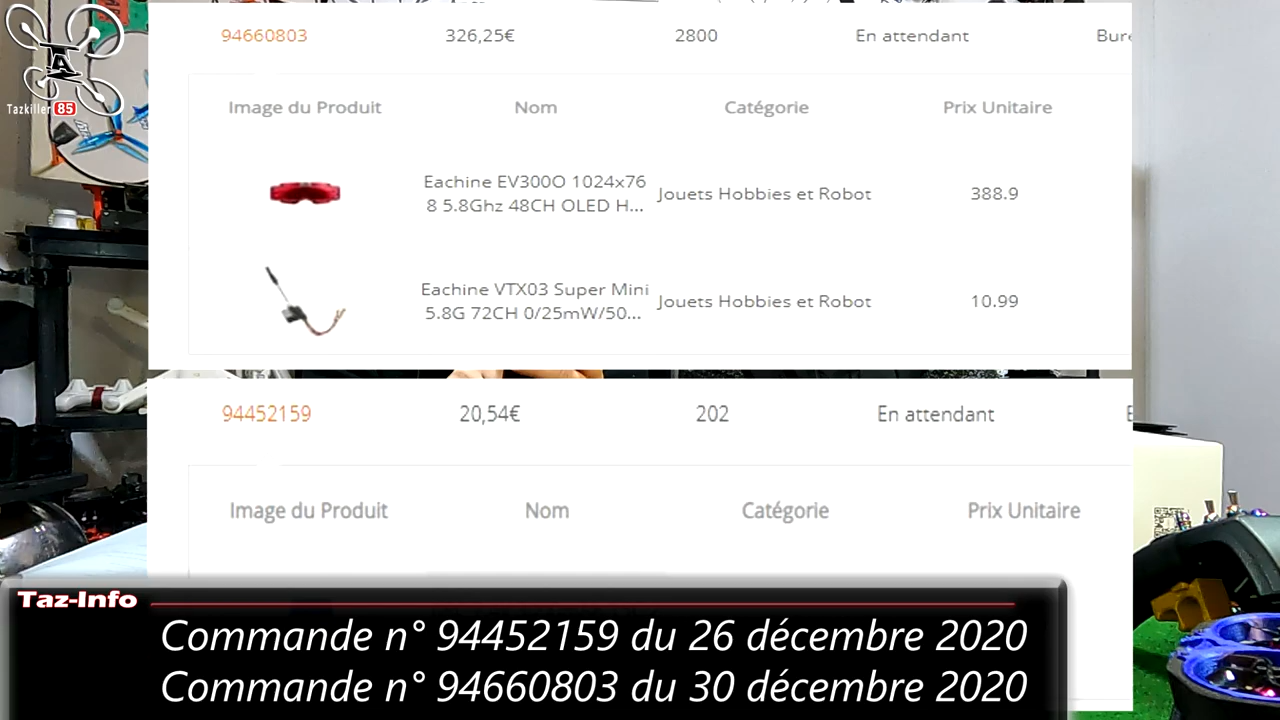 94660803 326,25€ 2800 En attendant
Image du Produit Nom Catégorie Prix Unitaire
Eachine EV300O 1024x76
8 5.8Ghz 48CH OLED H...
Jouets Hobbies et Robot 388.9
Eachine VTX03 Super Mini
5.8G 72CH 0/25mW/50...
Jouets Hobbies et Robot 10.99
TAZ
Tazkiller 85
94452159 20,54€ 202 En attendant
Image du Produit Nom Catégorie Prix Unitaire
Taz-Info
Commande n° 94452159 du 26 décembre 2020
Commande n° 94660803 du 30 décembre 2020